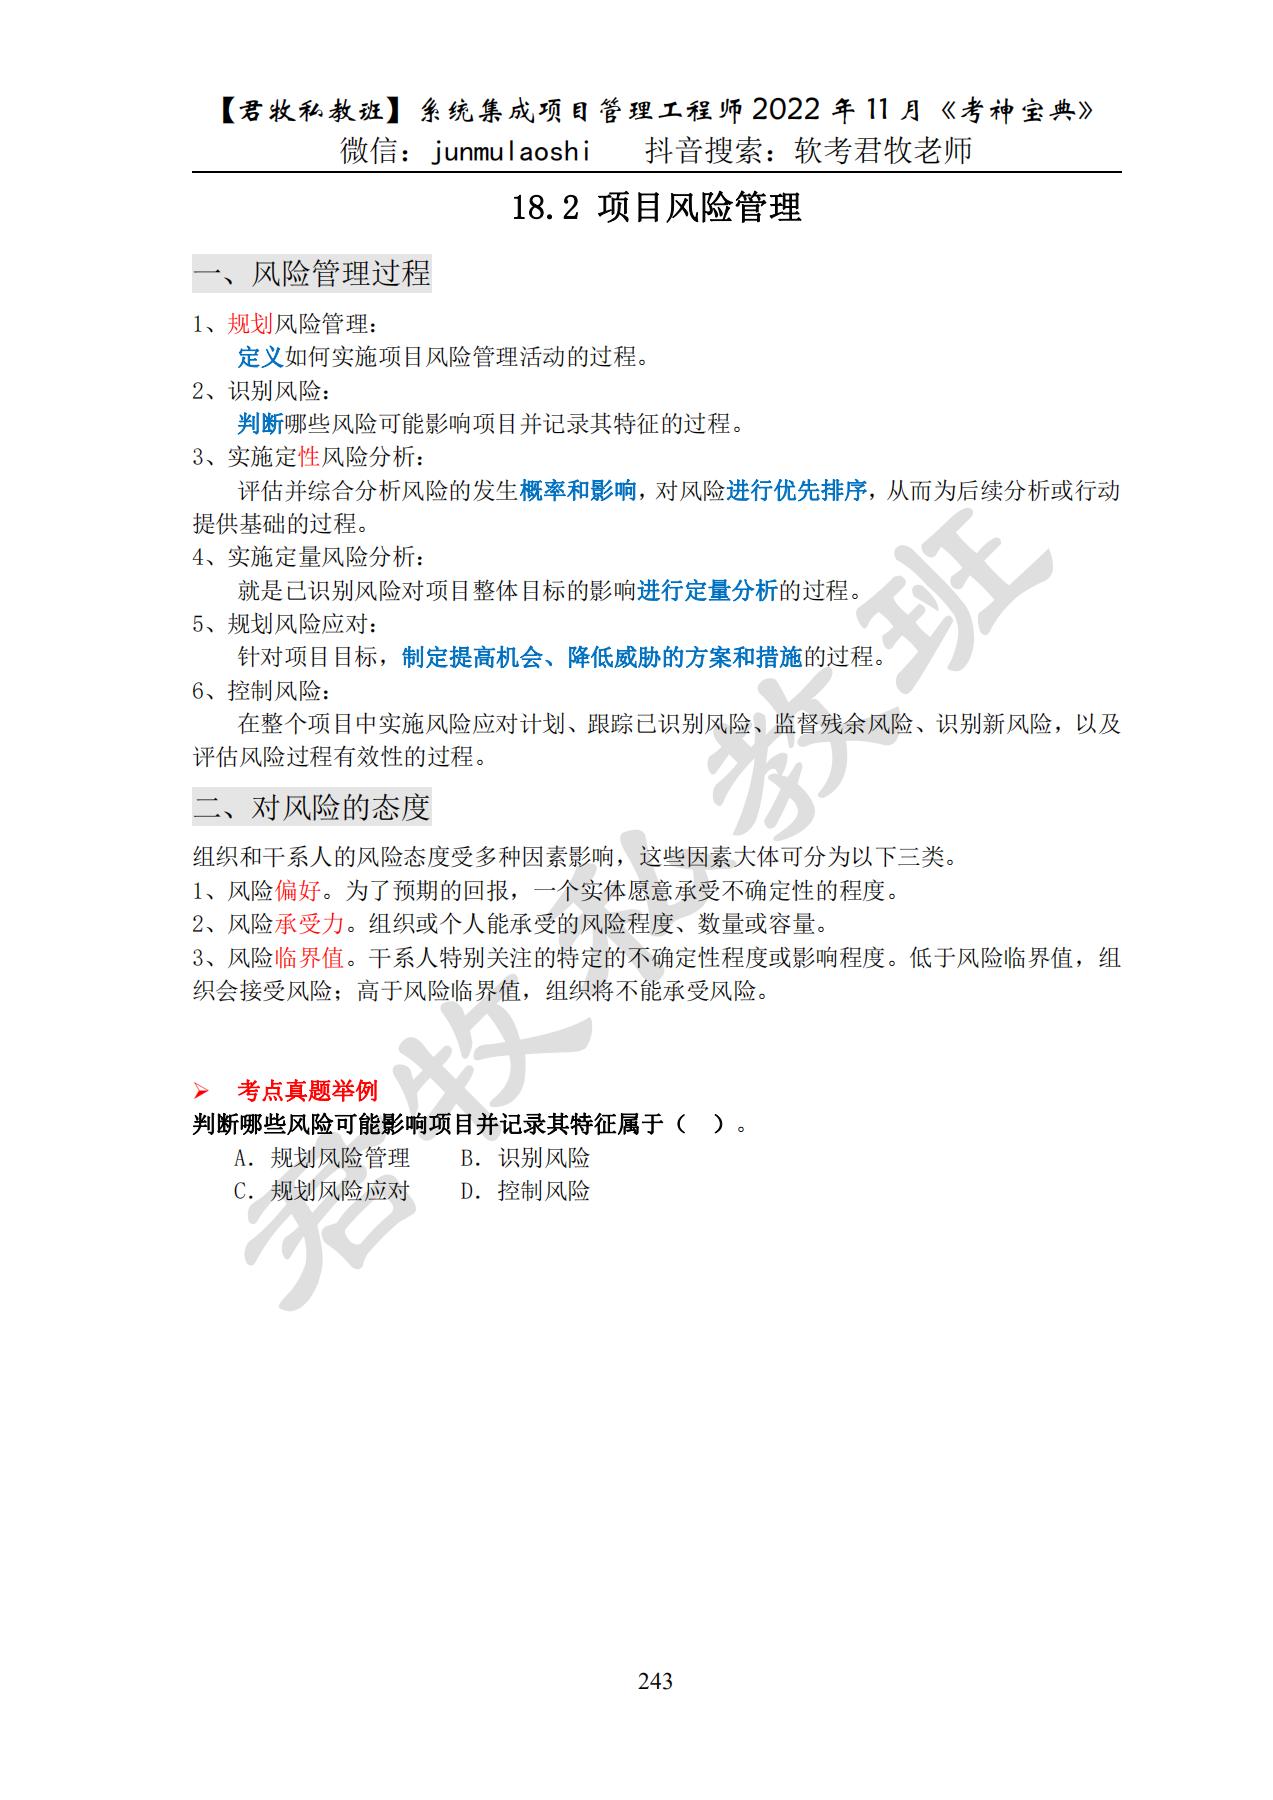 【君牧私教班】系统集成项目管理工程师 2022 年 11 月《考神宝典》
微信：junmulaoshi 抖音搜索：软考君牧老师
18.2 项目风险管理
一、风险管理过程
1、规划风险管理：
定义如何实施项目风险管理活动的过程。
2、识别风险：
判断哪些风险可能影响项目并记录其特征的过程。
3、实施定性风险分析：
评估并综合分析风险的发生概率和影响，对风险进行优先排序，从而为后续分析或行动
提供基础的过程。
4、实施定量风险分析：
就是已识别风险对项目整体目标的影响进行定量分析的过程。
5、规划风险应对：
针对项目目标，制定提高机会、降低威胁的方案和措施的过程。
6、控制风险：
在整个项目中实施风险应对计划、跟踪已识别风险、监督残余风险、识别新风险，以及
评估风险过程有效性的过程。
二、对风险的态度
组织和干系人的风险态度受多种因素影响，这些因素大体可分为以下三类。
1、风险偏好。为了预期的回报，一个实体愿意承受不确定性的程度。
2、风险承受力。组织或个人能承受的风险程度、数量或容量。
3、风险临界值。干系人特别关注的特定的不确定性程度或影响程度。低于风险临界值，组
织会接受风险；高于风险临界值，组织将不能承受风险。
➢ 考点真题举例
判断哪些风险可能影响项目并记录其特征属于（ ）。
A．规划风险管理 B．识别风险
C．规划风险应对 D．控制风险
君牧私教班
243